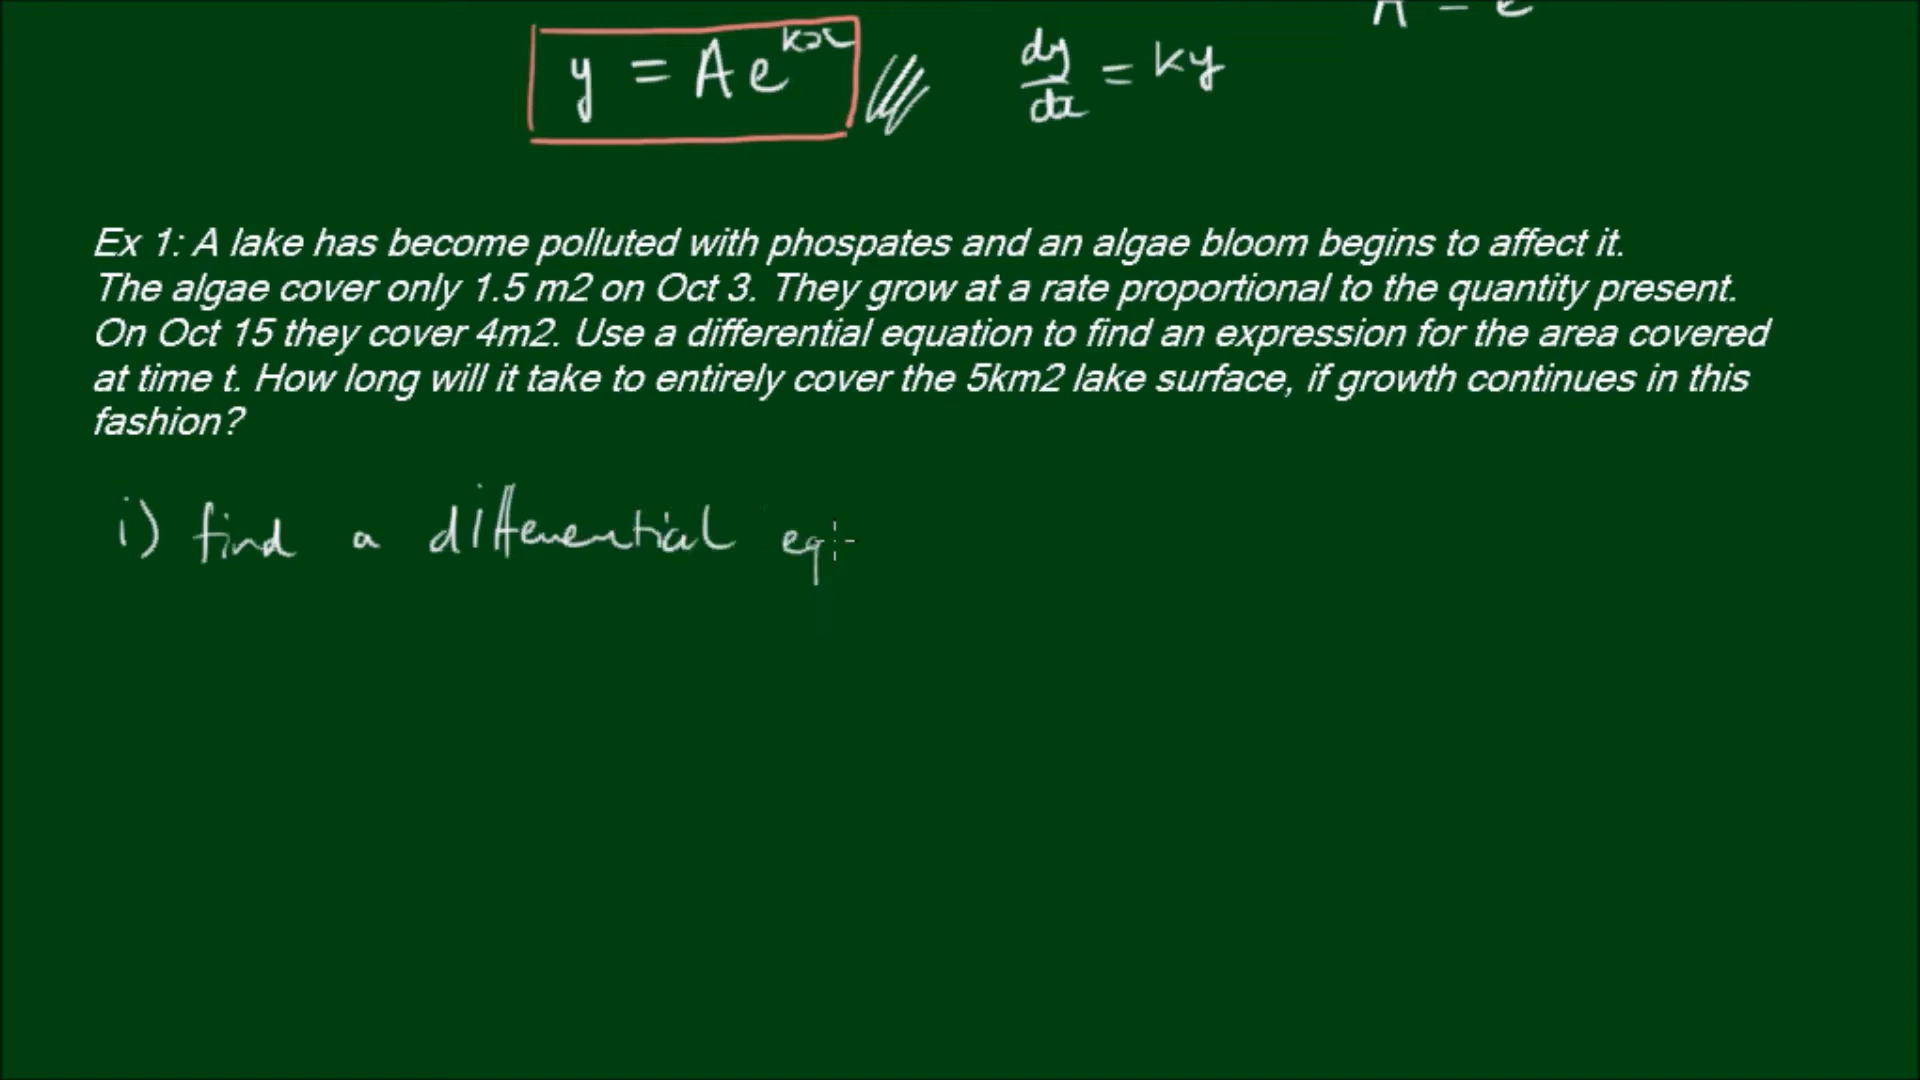 A = e
y = Ae^kx dy/dx = ky
Ex 1: A lake has become polluted with phospates and an algae bloom begins to affect it.
The algae cover only 1.5 m2 on Oct 3. They grow at a rate proportional to the quantity present.
On Oct 15 they cover 4m2. Use a differential equation to find an expression for the area covered
at time t. How long will it take to entirely cover the 5km2 lake surface, if growth continues in this
fashion?
i) find a differential eq